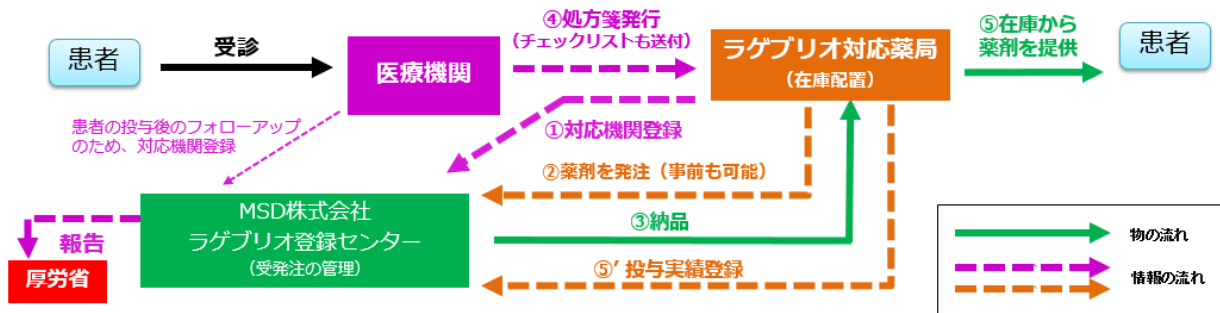 患者
受診
医療機関
④処方箋発行
（チェックリストも送付）
ラゲブリオ対応薬局
（在庫配置）
⑤在庫から
薬剤を提供
患者
患者の投与後のフォローアップ
のため、対応機関登録
①対応機関登録
②薬剤を発注（事前も可能）
MSD株式会社
ラゲブリオ登録センター
（受発注の管理）
③納品
報告
厚労省
⑤’投与実績登録
物の流れ
情報の流れ